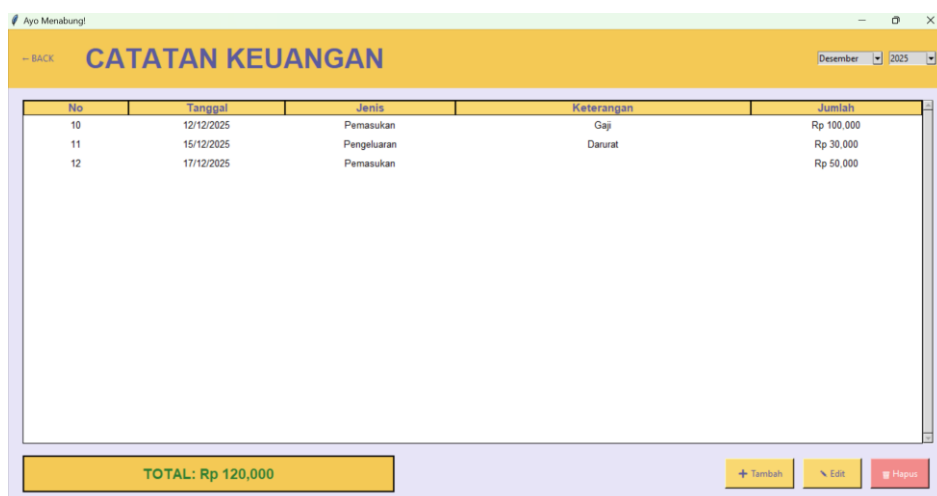 Ayo Menabung!
← BACK CATATAN KEUANGAN Desember 2025
No Tanggal Jenis Keterangan Jumlah
10 12/12/2025 Pemasukan Gaji Rp 100,000
11 15/12/2025 Pengeluaran Darurat Rp 30,000
12 17/12/2025 Pemasukan Rp 50,000
TOTAL: Rp 120,000 + Tambah Edit Hapus